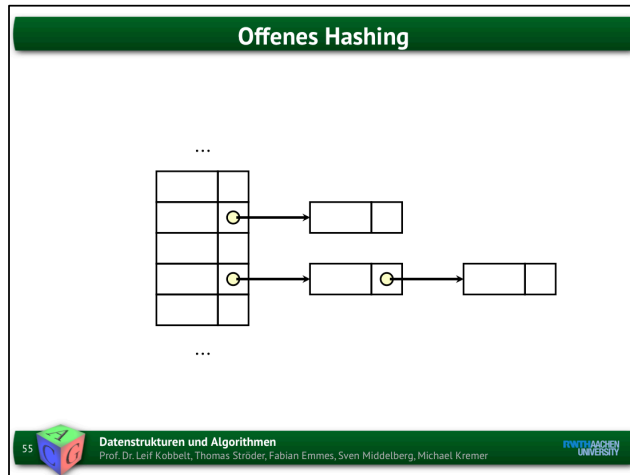 Offenes Hashing
...
...
55
A
C G
Datenstrukturen und Algorithmen
Prof. Dr. Leif Kobbelt, Thomas Ströder, Fabian Emmes, Sven Middelberg, Michael Kremer
RWTHAACHEN
UNIVERSITY